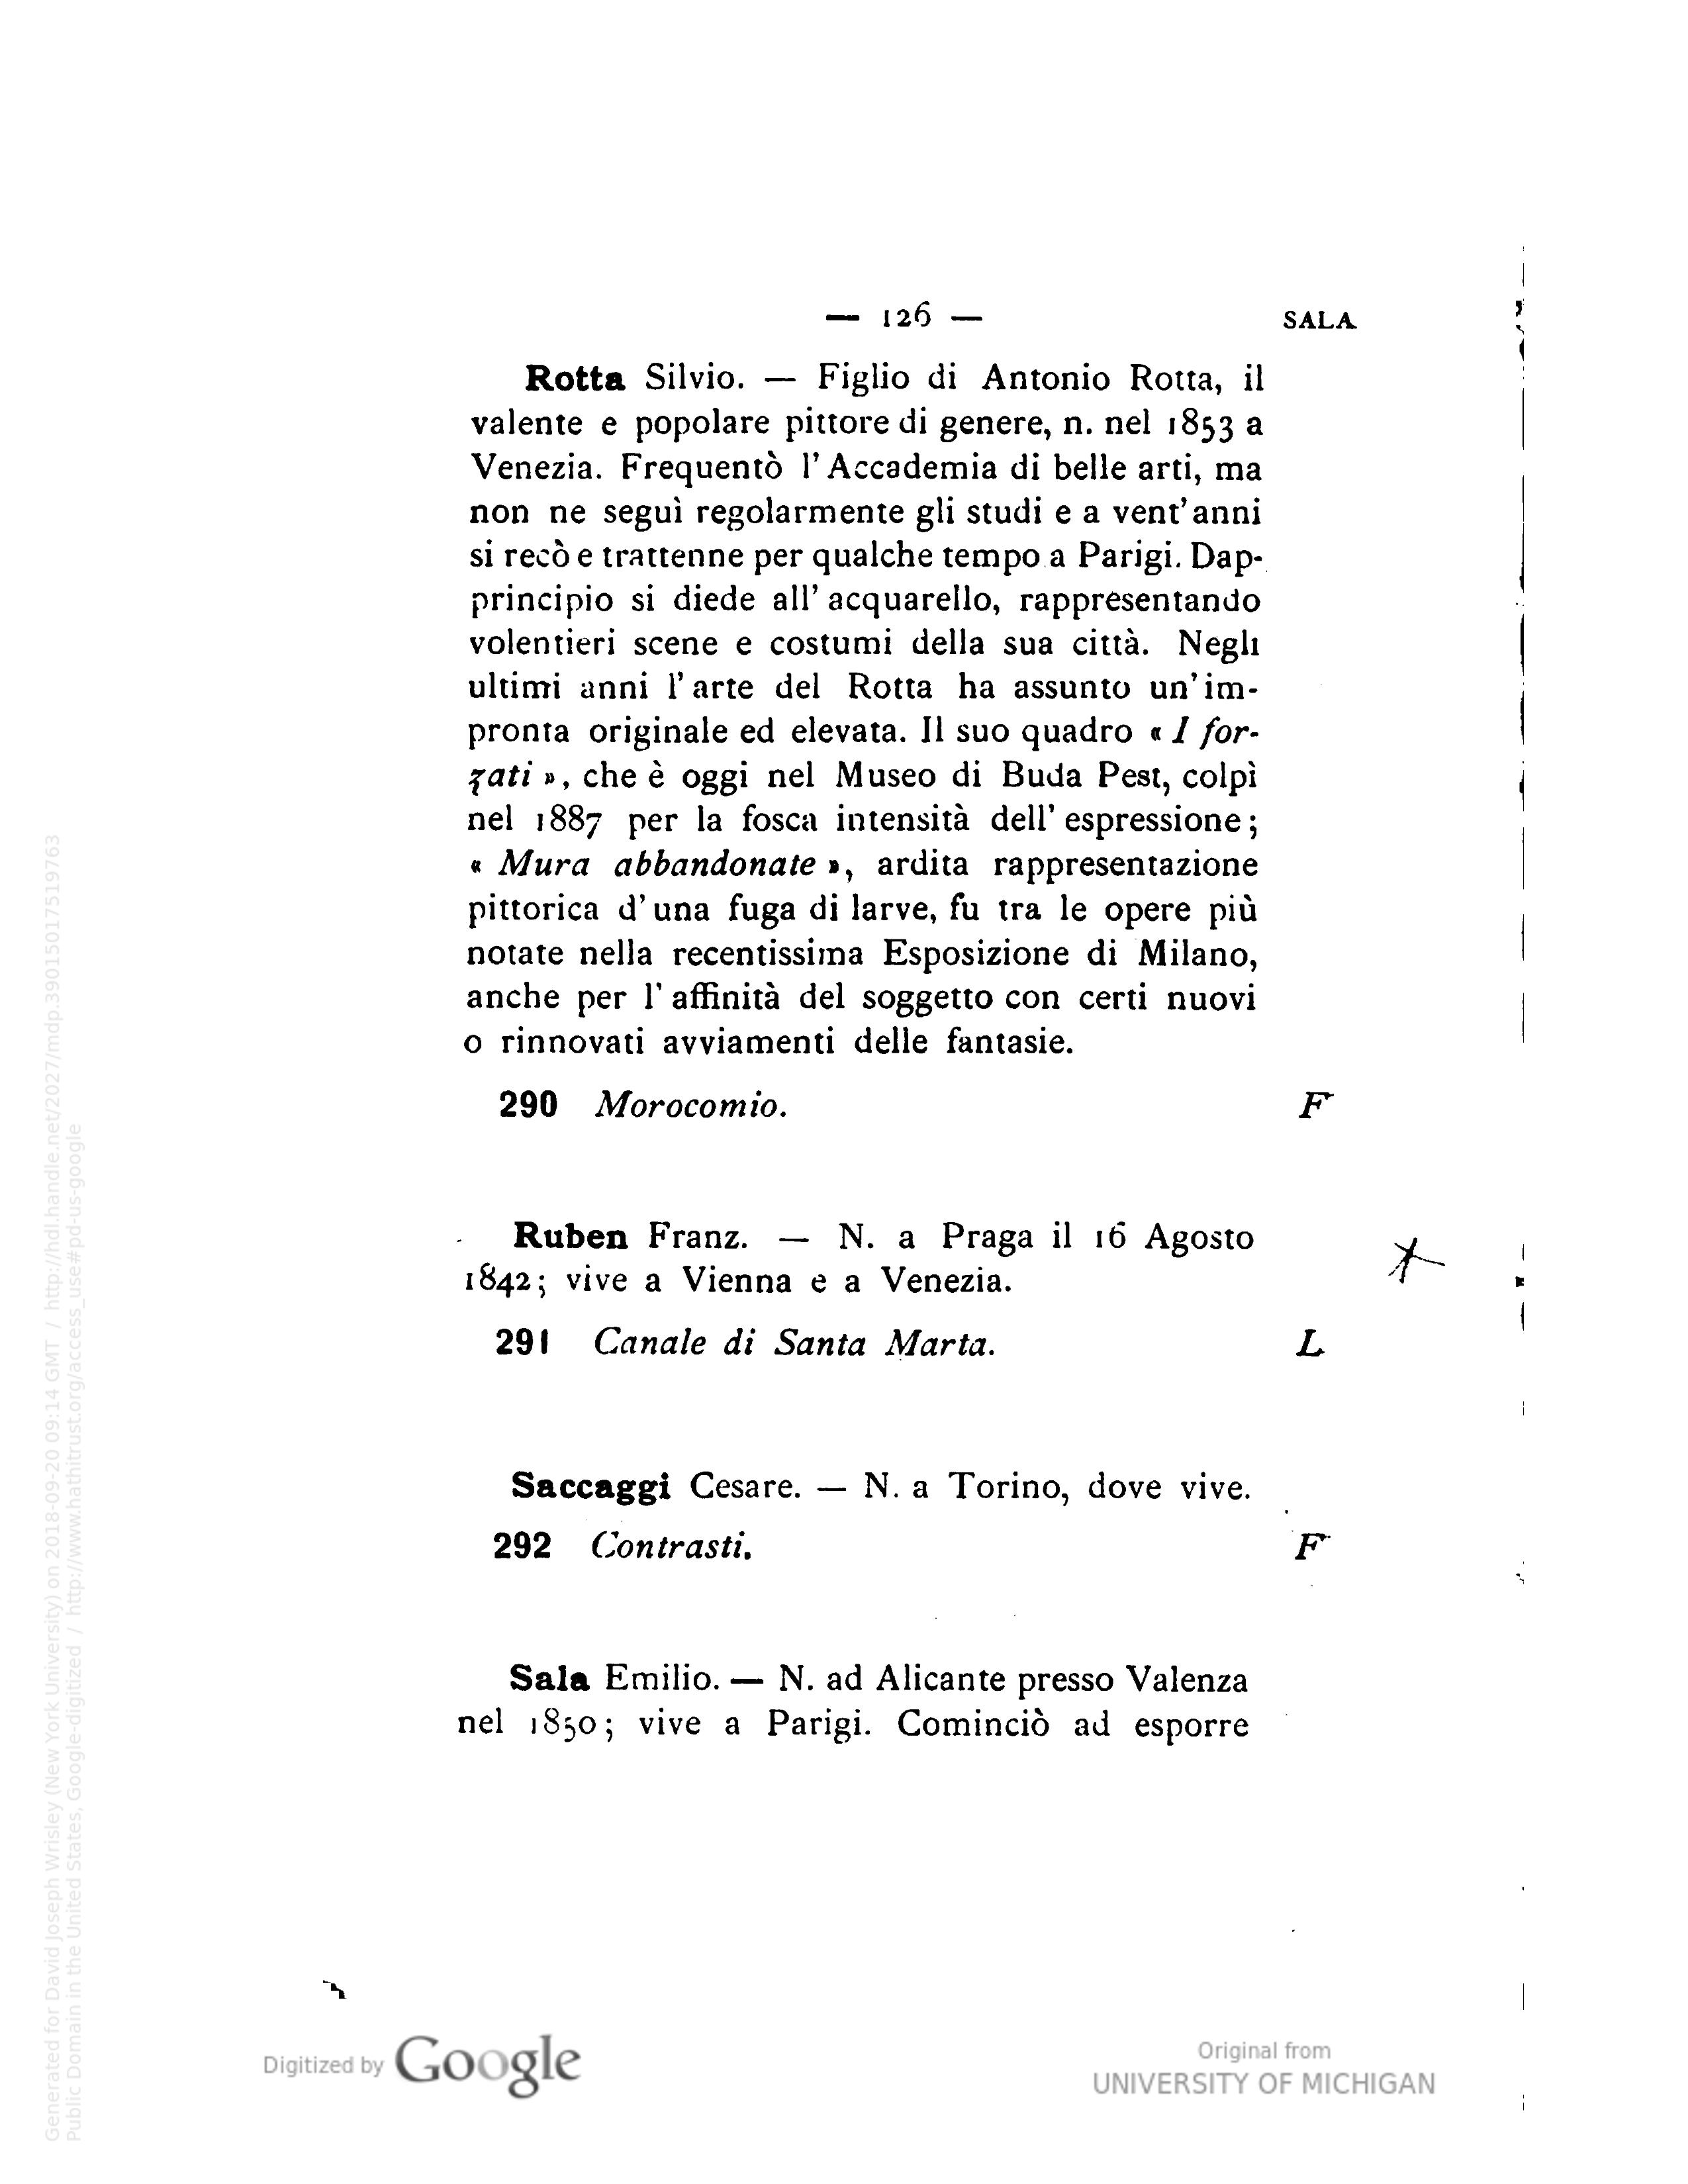 — 126 — SALA
Rotta Silvio. — Figlio di Antonio Rotta, il
valente e popolare pittore di genere, n. nel 1853 a
Venezia. Frequentò l'Accademia di belle arti, ma
non ne seguì regolarmente gli studi e a vent'anni
si recò e trattenne per qualche tempo a Parigi. Dap-
principio si diede all' acquarello, rappresentando
volentieri scene e costumi della sua città. Negli
ultimi anni l'arte del Rotta ha assunto un'im-
pronta originale ed elevata. Il suo quadro « I for-
zati », che è oggi nel Museo di Buda Pest, colpì
nel 1887 per la fosca intensità dell' espressione;
« Mura abbandonate », ardita rappresentazione
pittorica d'una fuga di larve, fu tra le opere più
notate nella recentissima Esposizione di Milano,
anche per l'affinità del soggetto con certi nuovi
o rinnovati avviamenti delle fantasie.
290 Morocomio. F
Ruben Franz. — N. a Praga il 16 Agosto
1842; vive a Vienna e a Venezia.
291 Canale di Santa Marta. L
Saccaggi Cesare. — N. a Torino, dove vive.
292 Contrasti. F
Sala Emilio. — N. ad Alicante presso Valenza
nel 1850; vive a Parigi. Cominciò ad esporre
Digitized by Google
Original from
UNIVERSITY OF MICHIGAN
Generated for David Joseph Wrisley (New York University) on 2018-09-20 09:14 GMT / http://hdl.handle.net/2027/mdp.39015017519763
Public Domain in the United States, Google-digitized / http://www.hathitrust.org/access_use#pd-us-google